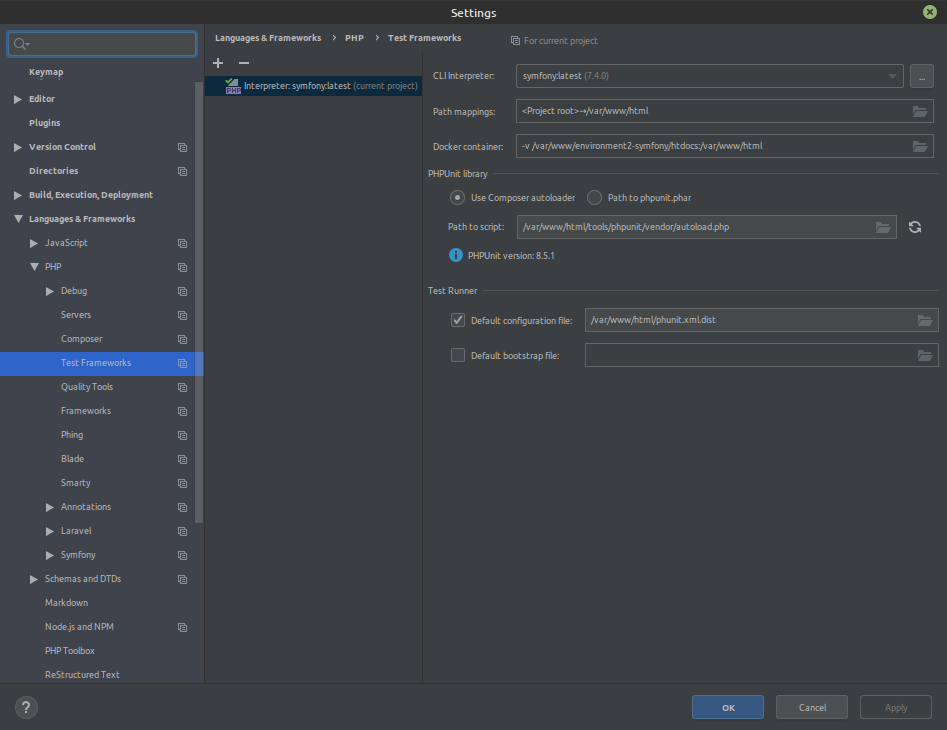 Settings
Keymap
Editor
Plugins
Version Control
Directories
Build, Execution, Deployment
Languages & Frameworks
JavaScript
PHP
Debug
Servers
Composer
Test Frameworks
Quality Tools
Frameworks
Phing
Blade
Smarty
Annotations
Laravel
Symfony
Schemas and DTDs
Markdown
Node.js and NPM
PHP Toolbox
ReStructured Text
Languages & Frameworks › PHP › Test Frameworks
For current project
PHP Interpreter: symfony:latest (current project)
CLI Interpreter: symfony:latest (7.4.0) ...
Path mappings: <Project root>→/var/www/html
Docker container: -v /var/www/environment2-symfony/htdocs:/var/www/html
PHPUnit library
Use Composer autoloader Path to phpunit.phar
Path to script: /var/www/html/tools/phpunit/vendor/autoload.php
i PHPUnit version: 8.5.1
Test Runner
Default configuration file: /var/www/html/phunit.xml.dist
Default bootstrap file:
? OK Cancel Apply